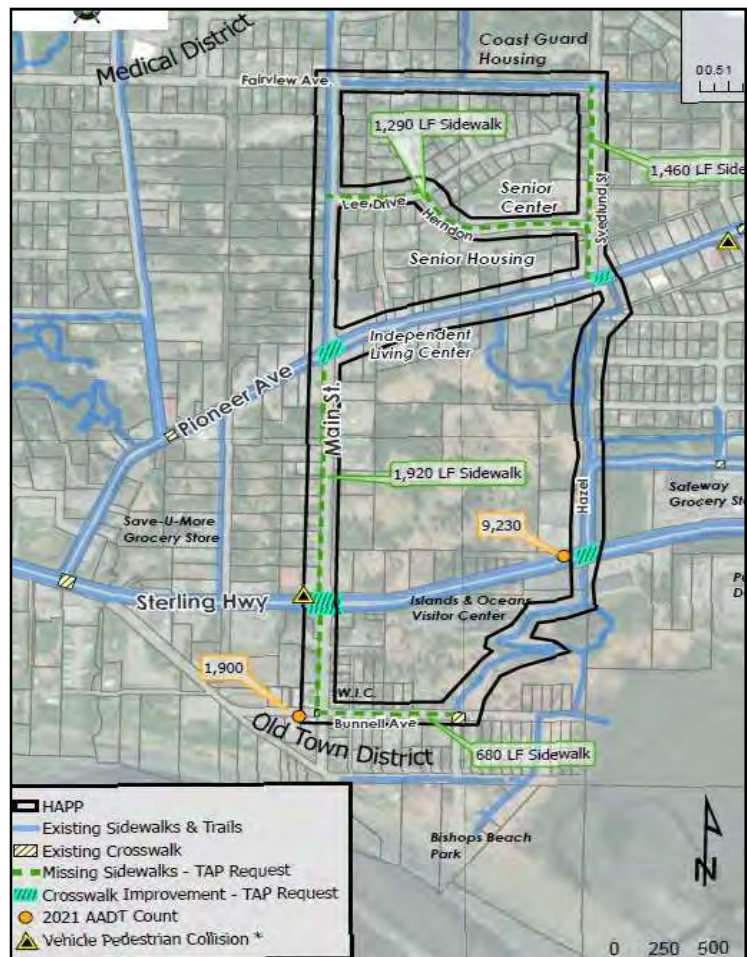 Coast Guard
Housing
Medical District
Fairview Ave.
00.51
1,290 LF Sidewalk
1,460 LF Side
Senior
Center
Lee Drive
Herndon
Svedlund St
Senior Housing
Independent
Living Center
Pioneer Ave
Main St.
1,920 LF Sidewalk
Safeway
Grocery St
Hazel
Save-U-More
Grocery Store
9,230
Sterling Hwy
Islands & Oceans
Visitor Center
1,900
W.I.C.
Bunnell Ave
Old Town District
680 LF Sidewalk
Bishops Beach
Park
HAPP
Existing Sidewalks & Trails
Existing Crosswalk
Missing Sidewalks - TAP Request
Crosswalk Improvement - TAP Request
2021 AADT Count
Vehicle Pedestrian Collision *
N
0 250 500